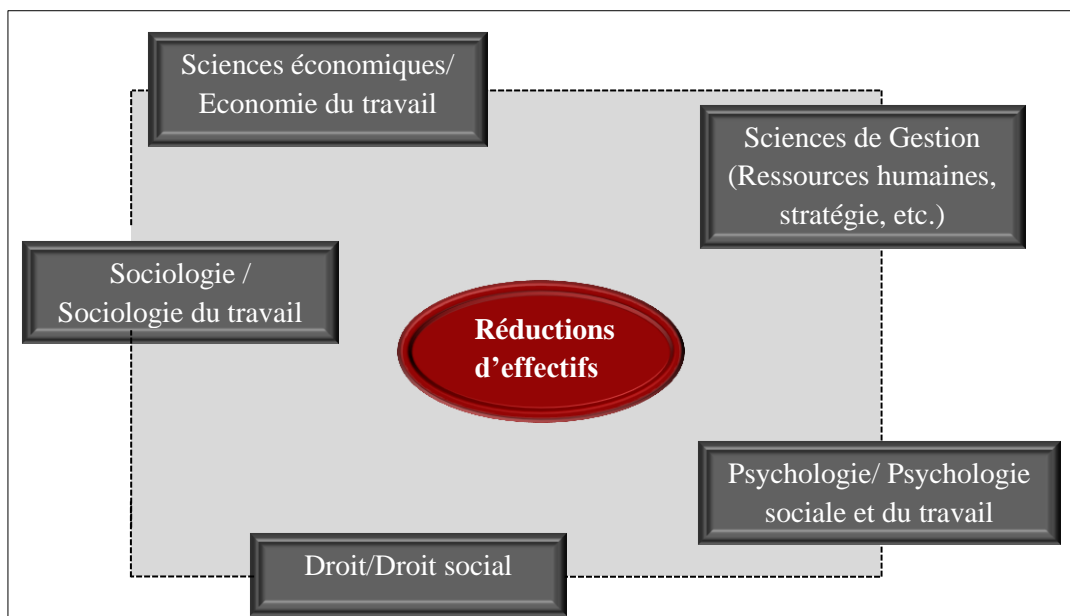 Sciences économiques/
Economie du travail
Sciences de Gestion
(Ressources humaines,
stratégie, etc.)
Sociologie /
Sociologie du travail
Réductions
d’effectifs
Psychologie/ Psychologie
sociale et du travail
Droit/Droit social